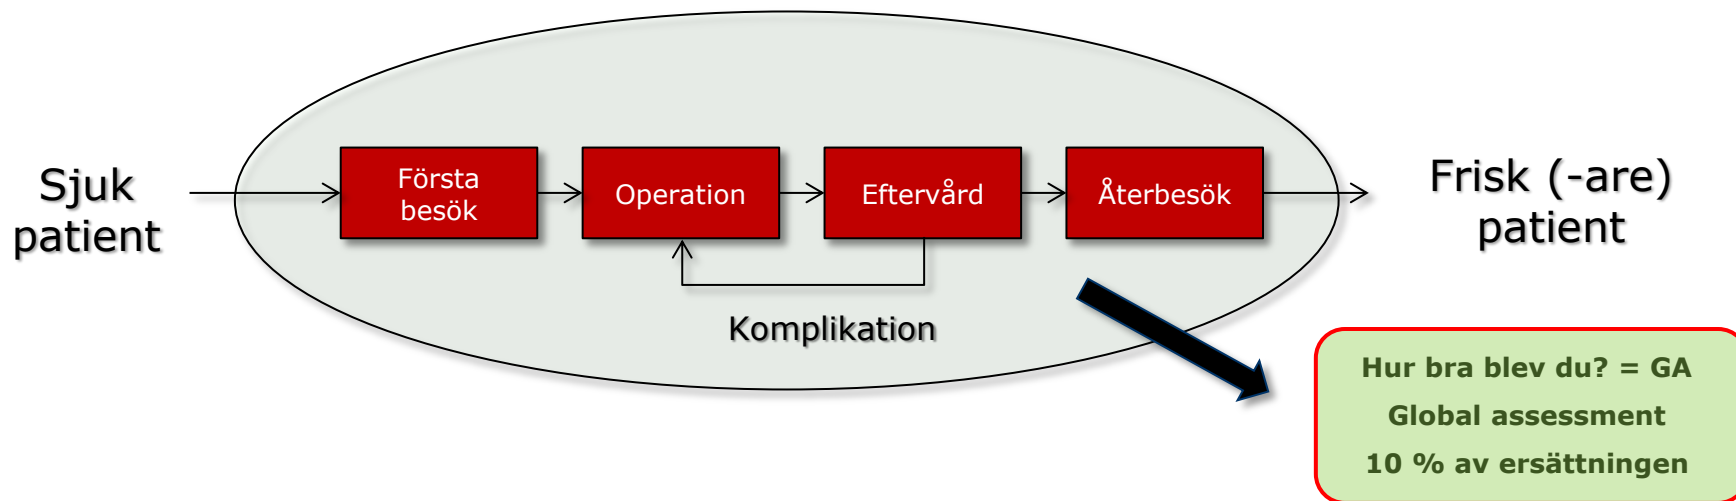 Sjuk
patient
Första
besök
Operation
Eftervård
Återbesök
Frisk (-are)
patient
Komplikation
Hur bra blev du? = GA
Global assessment
10 % av ersättningen